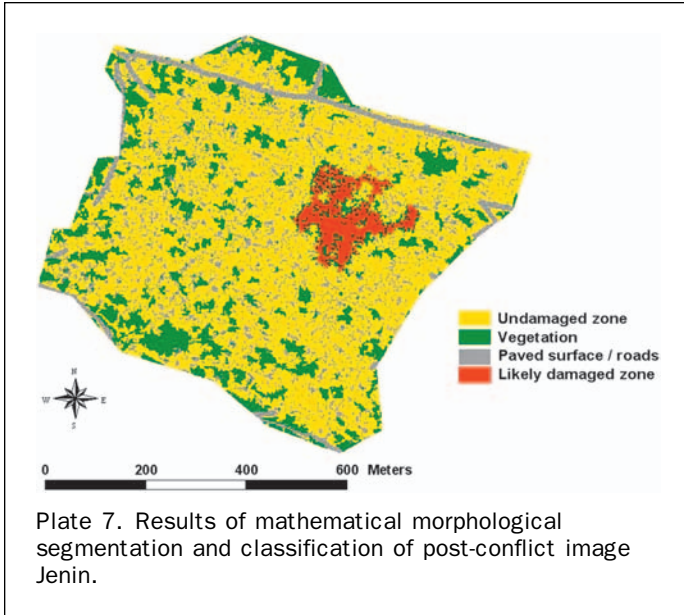 Undamaged zone
Vegetation
Paved surface / roads
Likely damaged zone
N
W E
S
0 200 400 600 Meters
Plate 7. Results of mathematical morphological
segmentation and classification of post-conflict image
Jenin.